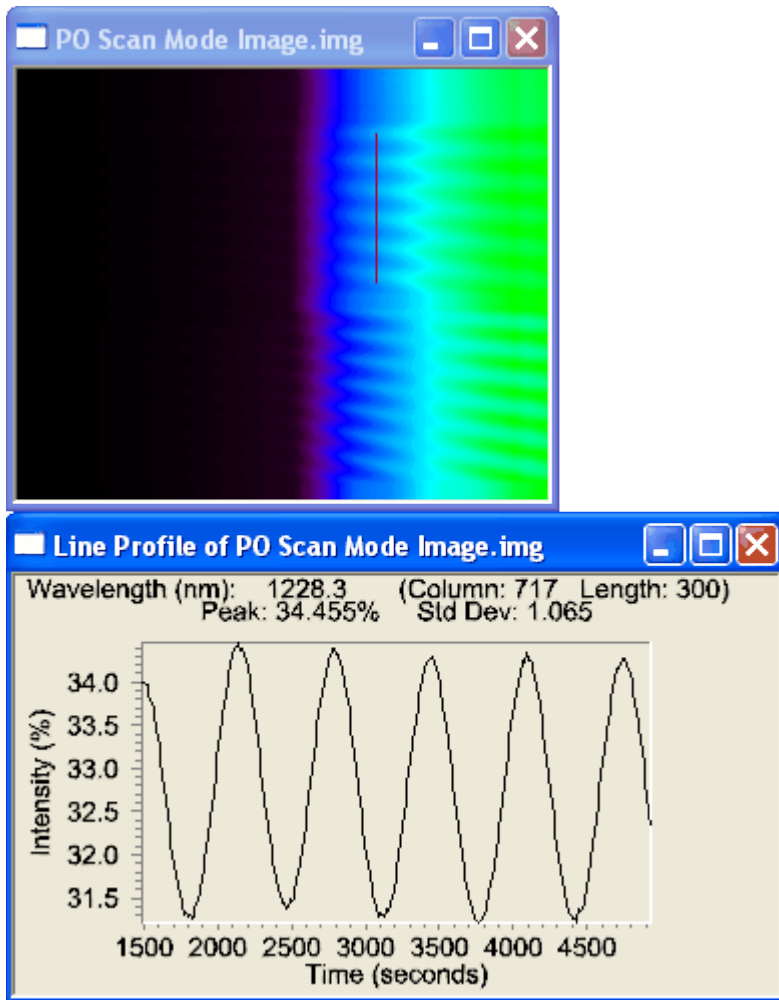 PO Scan Mode Image.img
Line Profile of PO Scan Mode Image.img
Wavelength (nm): 1228.3 (Column: 717 Length: 300)
Peak: 34.455% Std Dev: 1.065
Intensity (%)
34.0
33.5
33.0
32.5
32.0
31.5
1500 2000 2500 3000 3500 4000 4500
Time (seconds)